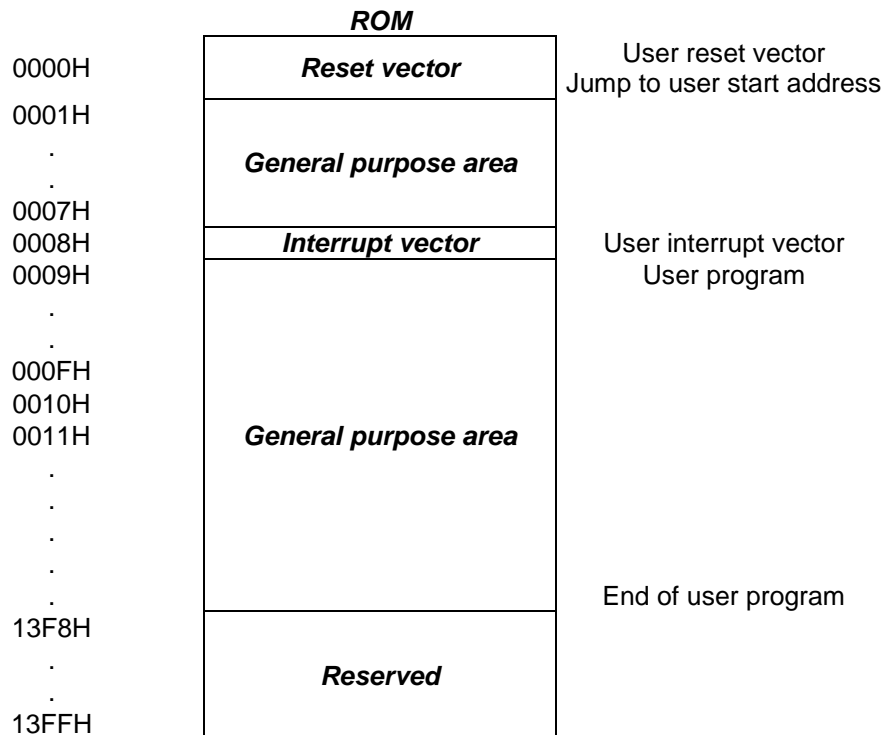 ROM
0000H Reset vector User reset vector
Jump to user start address
0001H
.
General purpose area
.
0007H
0008H Interrupt vector User interrupt vector
0009H User program
.
.
000FH
0010H
0011H General purpose area
.
.
.
.
. End of user program
13F8H
.
Reserved
.
13FFH